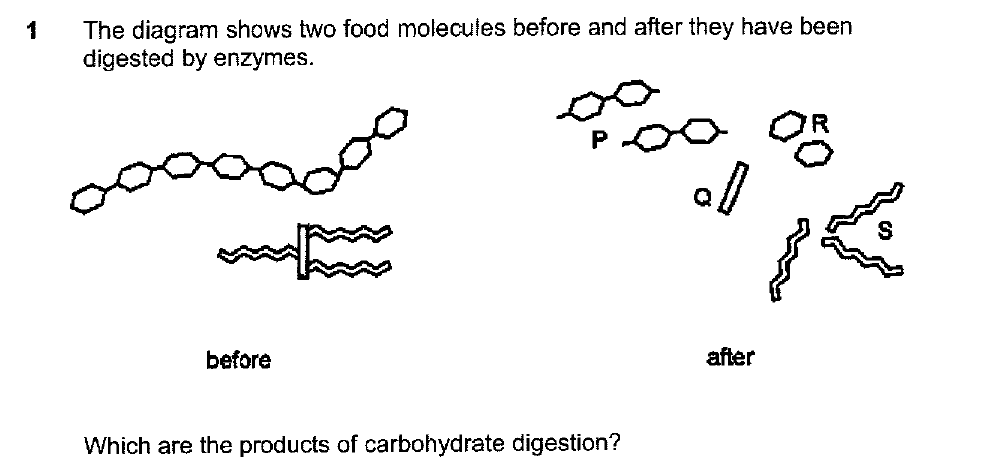 1 The diagram shows two food molecules before and after they have been
digested by enzymes.
P
R
Q
S
before
after
Which are the products of carbohydrate digestion?